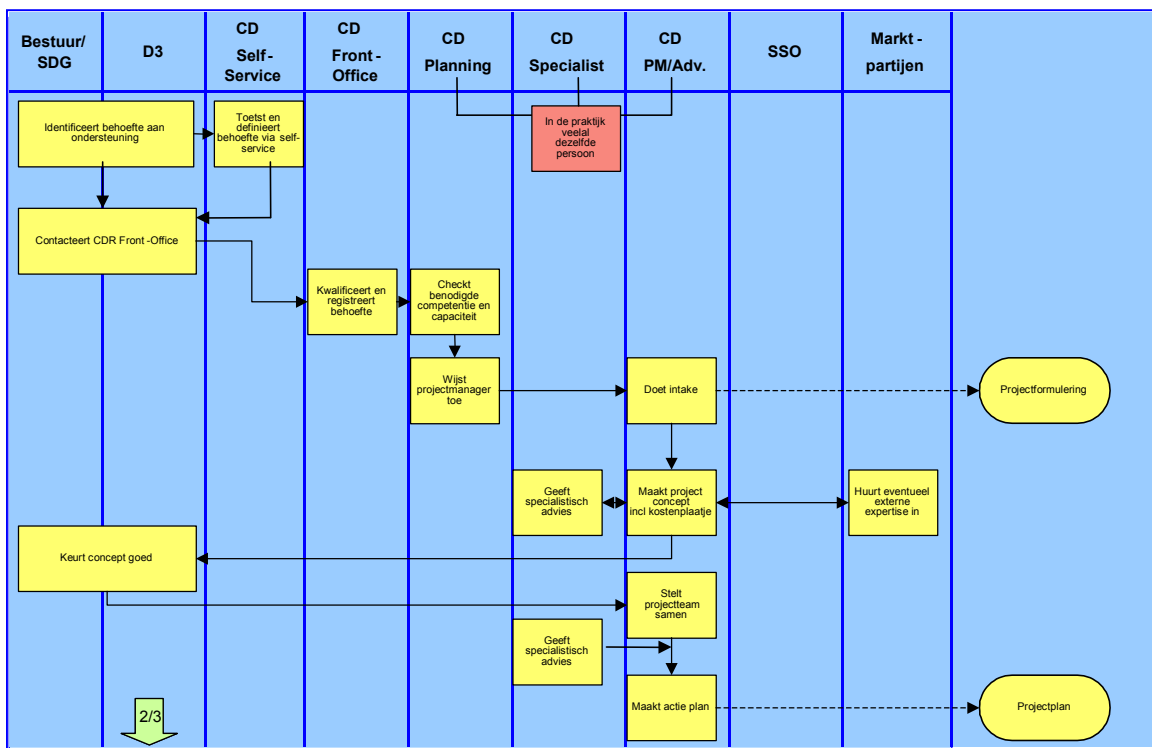 Bestuur/
SDG
D3
CD
Self-
Service
CD
Front-
Office
CD
Planning
CD
Specialist
CD
PM/Adv.
SSO
Markt-
partijen
Identificeert behoefte aan
ondersteuning
Toetst en
definieert
behoefte via self-
service
In de praktijk
veelal
dezelfde
persoon
Contacteert CDR Front-Office
Kwalificeert en
registreert
behoefte
Checkt
benodigde
competentie en
capaciteit
Wijst
projectmanager
toe
Doet intake
Projectformulering
Geeft
specialistisch
advies
Maakt project
concept
incl kostenplaatje
Huurt eventueel
externe
expertise in
Keurt concept goed
Stelt
projectteam
samen
Geeft
specialistisch
advies
Maakt actie plan
Projectplan
2/3